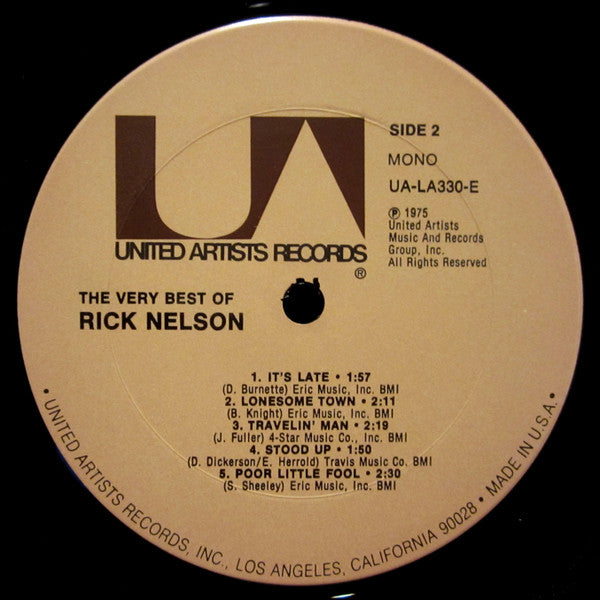 UA
UNITED ARTISTS RECORDS
®
SIDE 2
MONO
UA-LA330-E
℗ 1975
United Artists
Music And Records
Group, Inc.
All Rights Reserved
THE VERY BEST OF
RICK NELSON
1. IT'S LATE • 1:57
(D. Burnette) Eric Music, Inc. BMI
2. LONESOME TOWN • 2:11
(B. Knight) Eric Music, Inc. BMI
3. TRAVELIN' MAN • 2:19
(J. Fuller) 4-Star Music Co., Inc. BMI
4. STOOD UP • 1:50
(D. Dickerson/E. Herrold) Travis Music Co. BMI
5. POOR LITTLE FOOL • 2:30
(S. Sheeley) Eric Music, Inc. BMI
• UNITED ARTISTS RECORDS, INC., LOS ANGELES, CALIFORNIA 90028 • MADE IN U.S.A. •